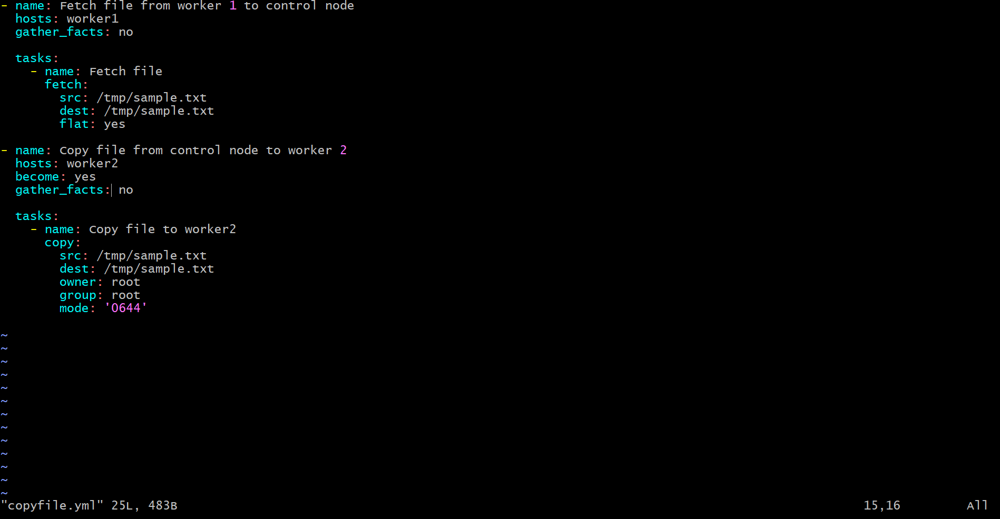 - name: Fetch file from worker 1 to control node
  hosts: worker1
  gather_facts: no

  tasks:
    - name: Fetch file
      fetch:
        src: /tmp/sample.txt
        dest: /tmp/sample.txt
        flat: yes

- name: Copy file from control node to worker 2
  hosts: worker2
  become: yes
  gather_facts: no

  tasks:
    - name: Copy file to worker2
      copy:
        src: /tmp/sample.txt
        dest: /tmp/sample.txt
        owner: root
        group: root
        mode: '0644'

~
~
~
~
~
~
~
~
~
~
~
~
~
"copyfile.yml" 25L, 483B 15,16 All